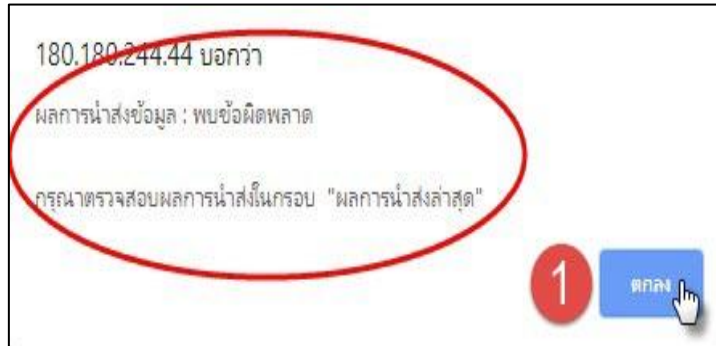 180.180.244.44 บอกว่า
ผลการนำส่งข้อมูล : พบข้อผิดพลาด
กรุณาตรวจสอบผลการนำส่งในกรอบ "ผลการนำส่งล่าสุด"
1
ตกลง